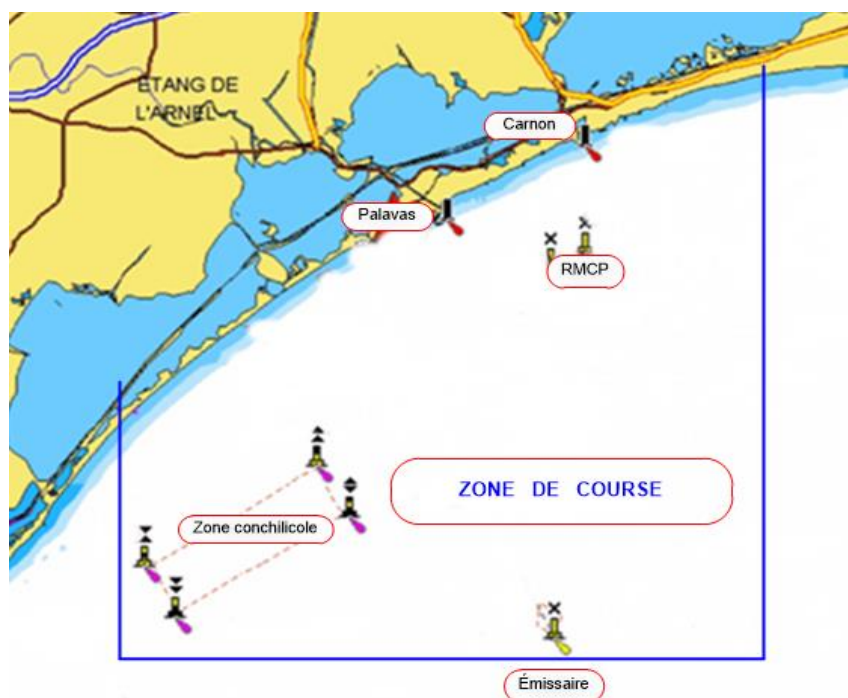 ETANG DE
L'ARNEL
Carnon
Palavas
RMCP
ZONE DE COURSE
Zone conchilicole
Émissaire